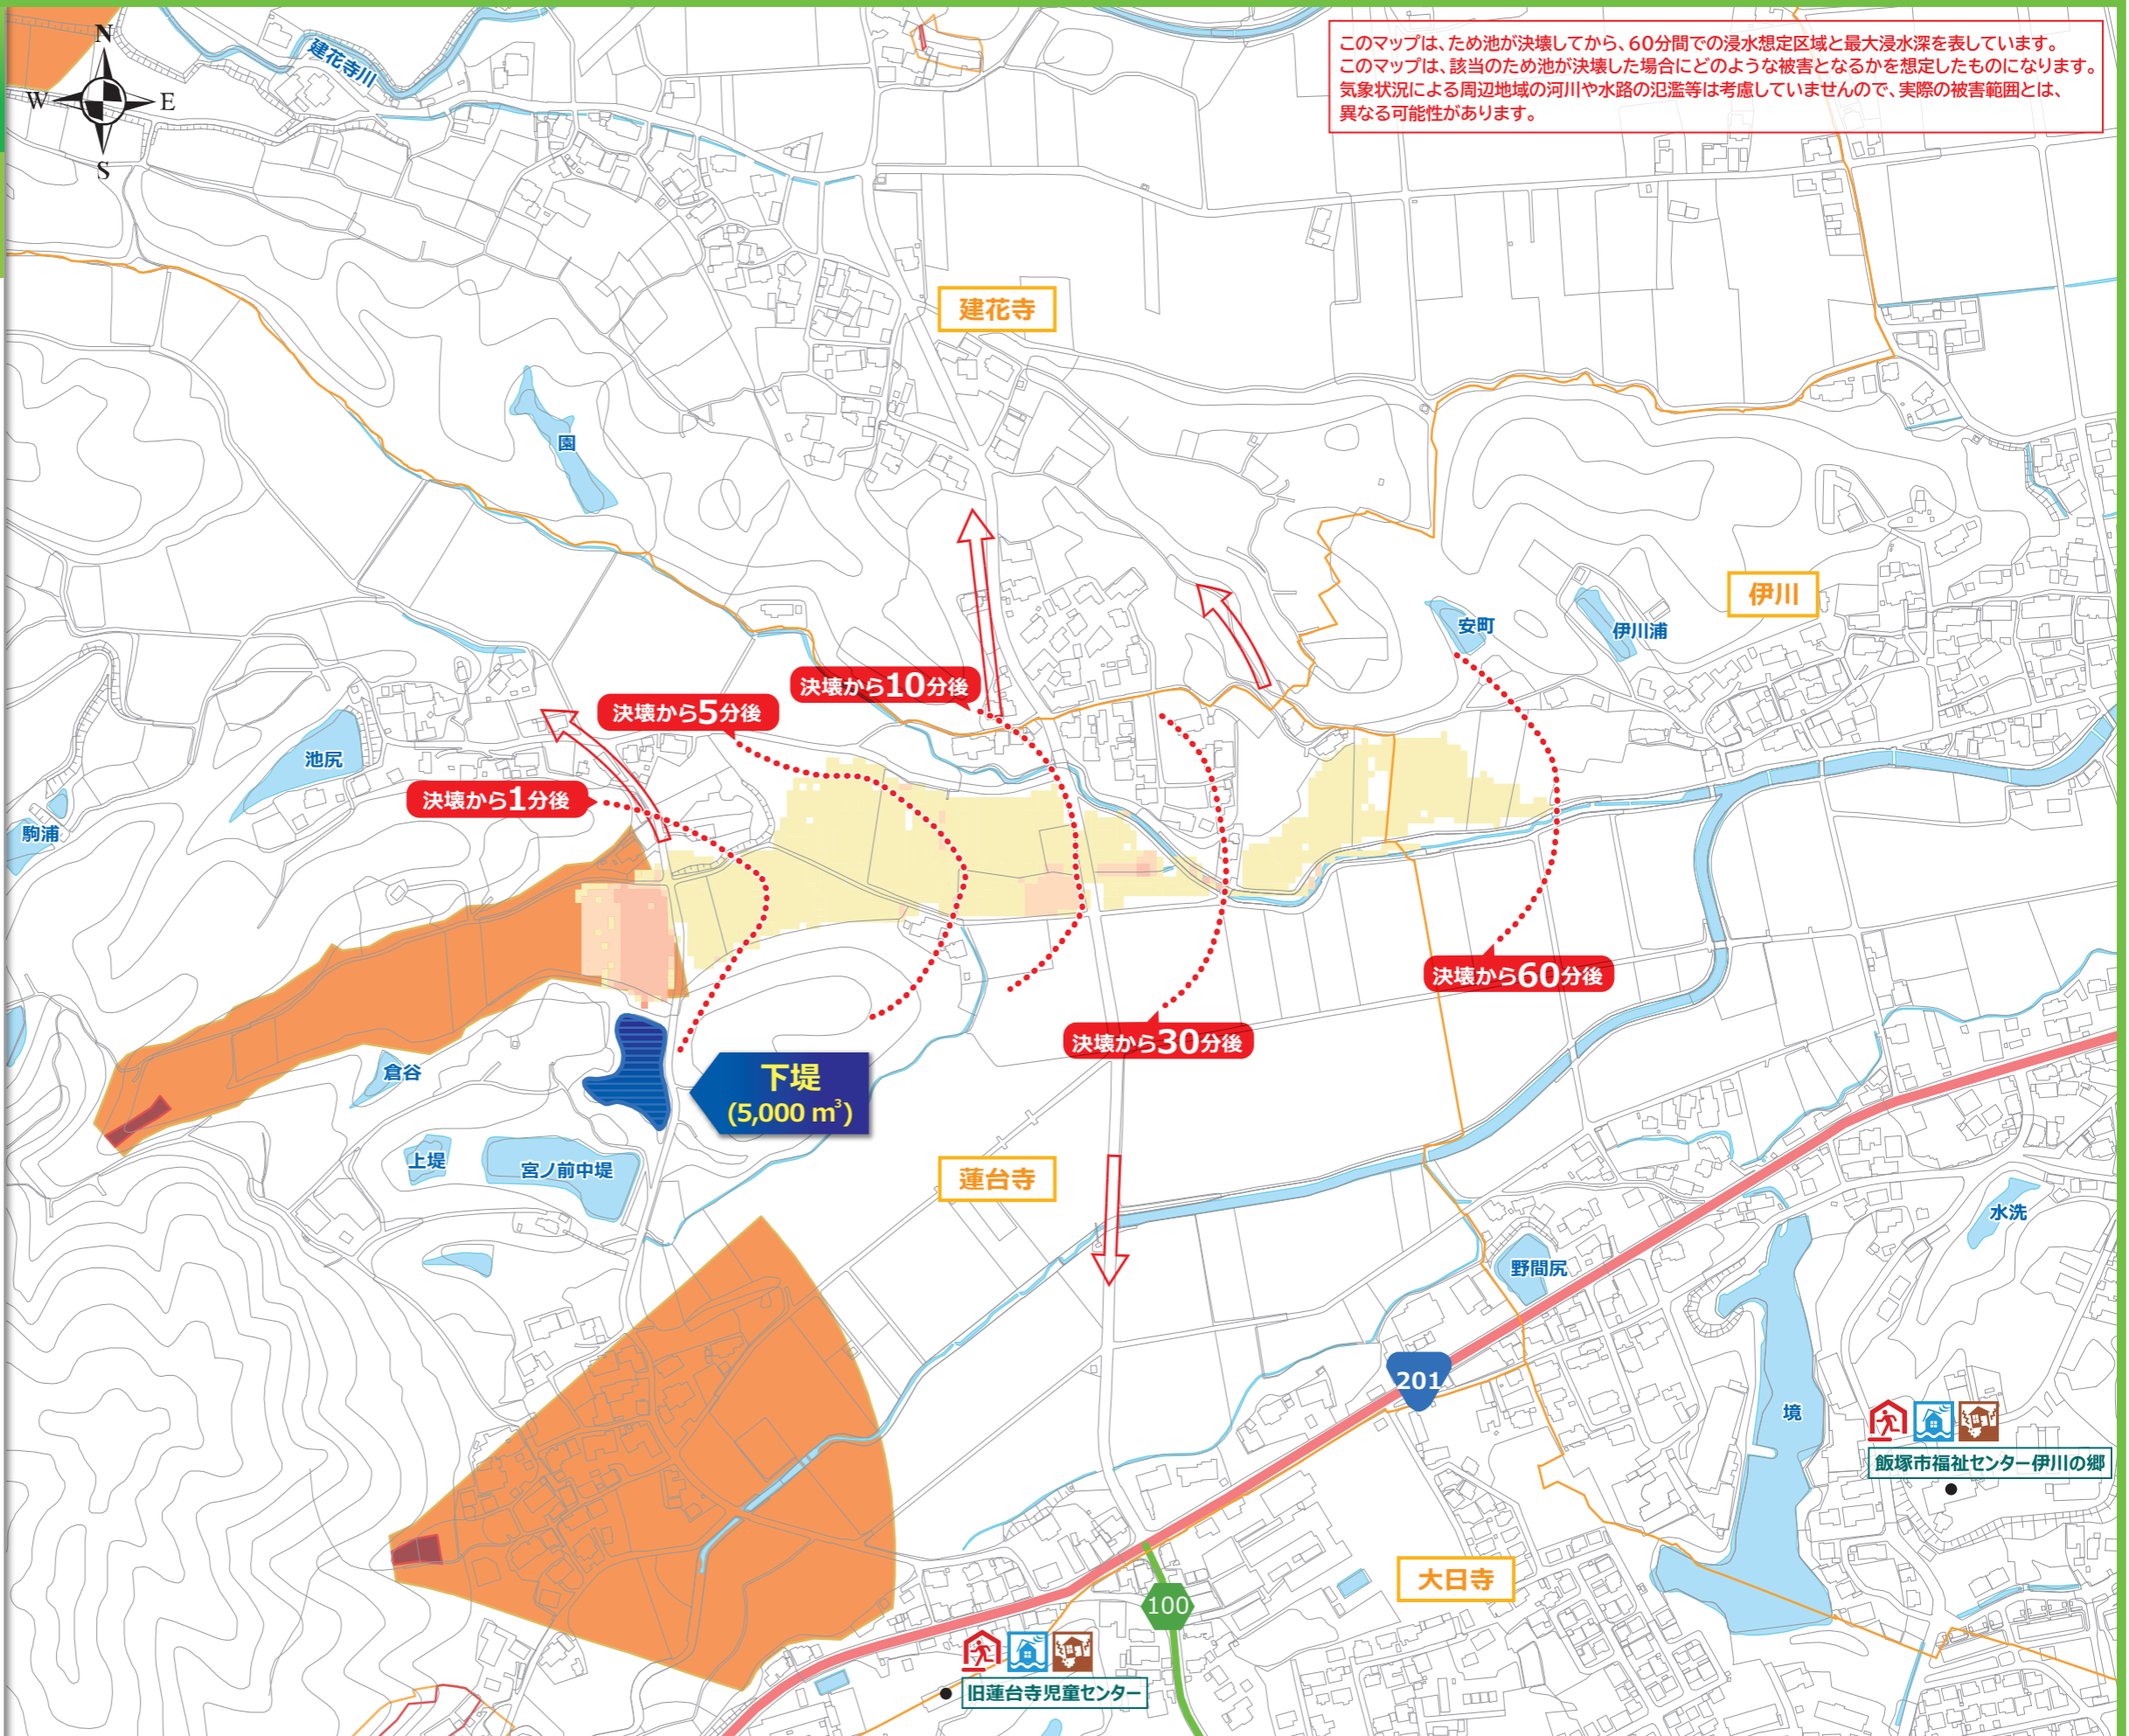 N
W
E
S
建花寺川
このマップは、ため池が決壊してから、60分間での浸水想定区域と最大浸水深を表しています。
このマップは、該当のため池が決壊した場合にどのような被害となるかを想定したものになります。
気象状況による周辺地域の河川や水路の氾濫等は考慮していませんので、実際の被害範囲とは、
異なる可能性があります。
建花寺
園
伊川
安町
伊川浦
決壊から10分後
決壊から5分後
池尻
決壊から1分後
駒浦
決壊から60分後
決壊から30分後
倉谷
下堤
(5,000 m³)
上堤
宮ノ前中堤
蓮台寺
水洗
野間尻
201
境
飯塚市福祉センター伊川の郷
大日寺
100
旧蓮台寺児童センター